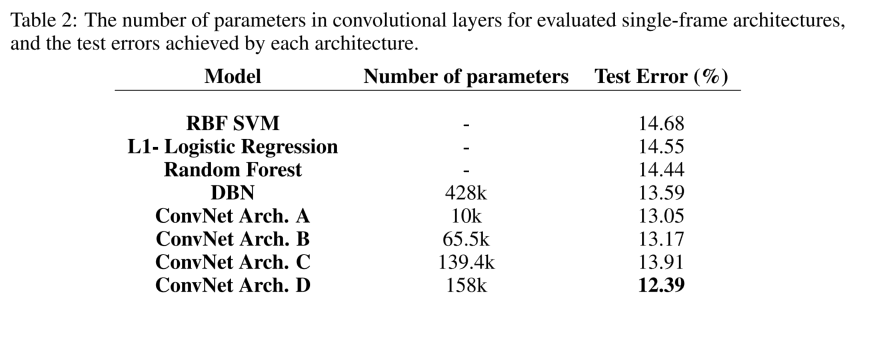 Table 2: The number of parameters in convolutional layers for evaluated single-frame architectures,
and the test errors achieved by each architecture.
Model Number of parameters Test Error (%)
RBF SVM - 14.68
L1- Logistic Regression - 14.55
Random Forest - 14.44
DBN 428k 13.59
ConvNet Arch. A 10k 13.05
ConvNet Arch. B 65.5k 13.17
ConvNet Arch. C 139.4k 13.91
ConvNet Arch. D 158k 12.39